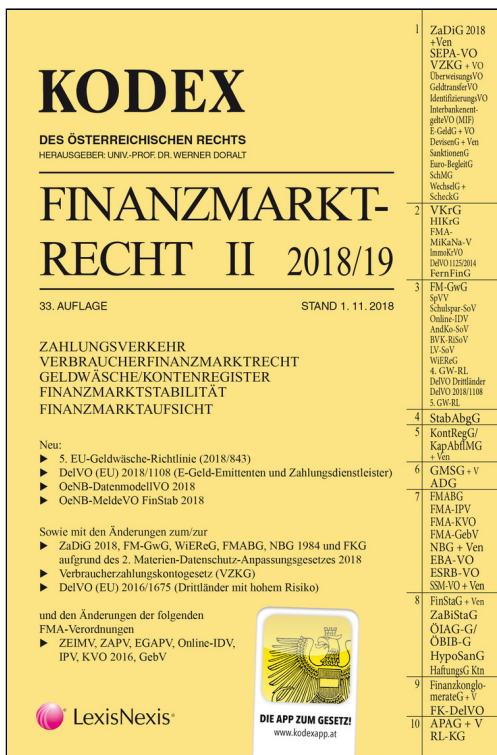 KODEX
DES ÖSTERREICHISCHEN RECHTS
HERAUSGEBER: UNIV.-PROF. DR. WERNER DORALT
FINANZMARKT-
RECHT II 2018/19
33. AUFLAGE STAND 1. 11. 2018
ZAHLUNGSVERKEHR
VERBRAUCHERFINANZMARKTRECHT
GELDWÄSCHE/KONTENREGISTER
FINANZMARKTSTABILITÄT
FINANZMARKTAUFSICHT
Neu:
▶ 5. EU-Geldwäsche-Richtlinie (2018/843)
▶ DelVO (EU) 2018/1108 (E-Geld-Emittenten und Zahlungsdienstleister)
▶ OeNB-DatenmodellVO 2018
▶ OeNB-MeldeVO FinStab 2018
Sowie mit den Änderungen zum/zur
▶ ZaDiG 2018, FM-GwG, WiEReG, FMABG, NBG 1984 und FKG
aufgrund des 2. Materien-Datenschutz-Anpassungsgesetzes 2018
▶ Verbraucherzahlungskontogesetz (VZKG)
▶ DelVO (EU) 2016/1675 (Drittländer mit hohem Risiko)
und den Änderungen der folgenden
FMA-Verordnungen
▶ ZEIMV, ZAPV, EGAPV, Online-IDV,
IPV, KVO 2016, GebV
LexisNexis®
DIE APP ZUM GESETZ!
www.kodexapp.at
1 ZaDiG 2018
+Ven
SEPA-VO
VZKG + VO
ÜberweisungsVO
GeldtransferVO
IdentifizierungsVO
Interbankenent-
gelteVO (MIF)
E-GeldG + VO
DevisenG + Ven
SanktionenG
Euro-BegleitG
SchMG
WechselG +
ScheckG
2 VKrG
HIKrG
FMA-
MiKaNa-V
ImmoKrVO
DelVO 1125/2014
FernFinG
3 FM-GwG
SpVV
Schulspar-SoV
Online-IDV
AndKo-SoV
BVK-RiSoV
LV-SoV
WiEReG
4. GW-RL
DelVO Drittländer
DelVO 2018/1108
5. GW-RL
4 StabAbgG
5 KontRegG/
KapAbflMG
+ Ven
6 GMSG + V
ADG
7 FMABG
FMA-IPV
FMA-KVO
FMA-GebV
NBG + Ven
EBA-VO
ESRB-VO
SSM-VO + Ven
8 FinStaG + Ven
ZaBiStaG
ÖIAG-G/
ÖBIB-G
HypoSanG
HaftungsG Ktn
9 Finanzkonglo-
merateG + V
FK-DelVO
10 APAG + V
RL-KG